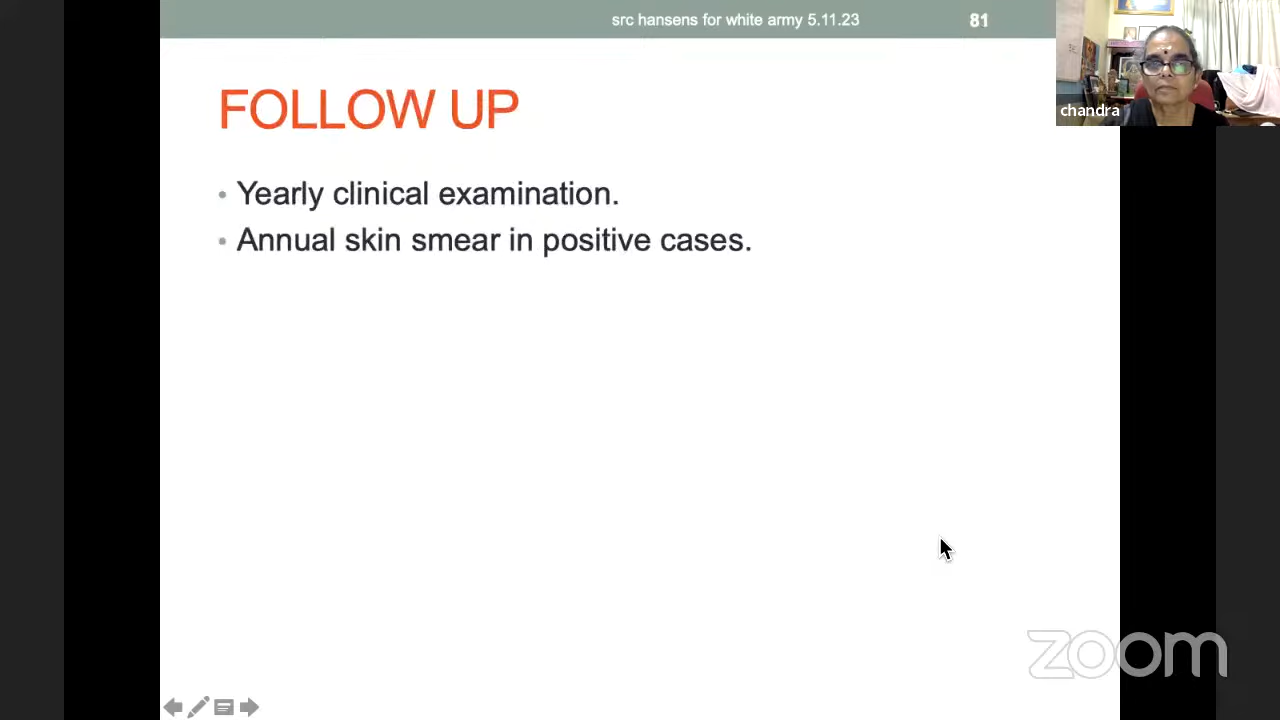 src hansens for white army 5.11.23
81
chandra
FOLLOW UP
• Yearly clinical examination.
• Annual skin smear in positive cases.
zoom